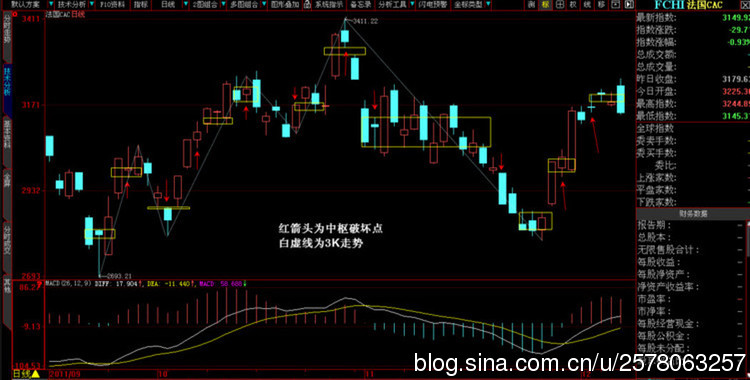 默认方案 技术分析 F10资料 指标 日线 2图组合 多图组合 图形叠加 系统指示 备忘录 分析工具 闪电预警 坐标类型 测 标 权 线 移
FCHI 法国CAC
法国CAC日线
3411
3411.22
3171
2932
2693
2693.21
分时走势
技术分析
基本资料
全屏
分时成交
其他
红箭头为中枢破坏点
白虚线为3K走势
最新指数: 3149.9
指数涨跌: -29.7
指数涨幅: -0.93%
总成交额:
总成交量:
昨日收盘: 3179.6
今日开盘: 3225.3
最高指数: 3244.8
最低指数: 3145.3
全球指数
委卖手数:
委买手数:
委比:
上涨家数:
平盘家数:
下跌家数:
财务数据
报告期:
总股本:
无限售股合计:
每股收益:
每股净资产:
净资产收益率:
市盈率:
市净率:
每股经营现金:
每股公积金:
每股未分配:
MACD(26,12,9) DIFF: 17.904↑, DEA: -11.440↑, MACD: 58.688↓
86.27
-9.13
104.53
日线 2011/09 10 11 12
blog.sina.com.cn/u/2578063257